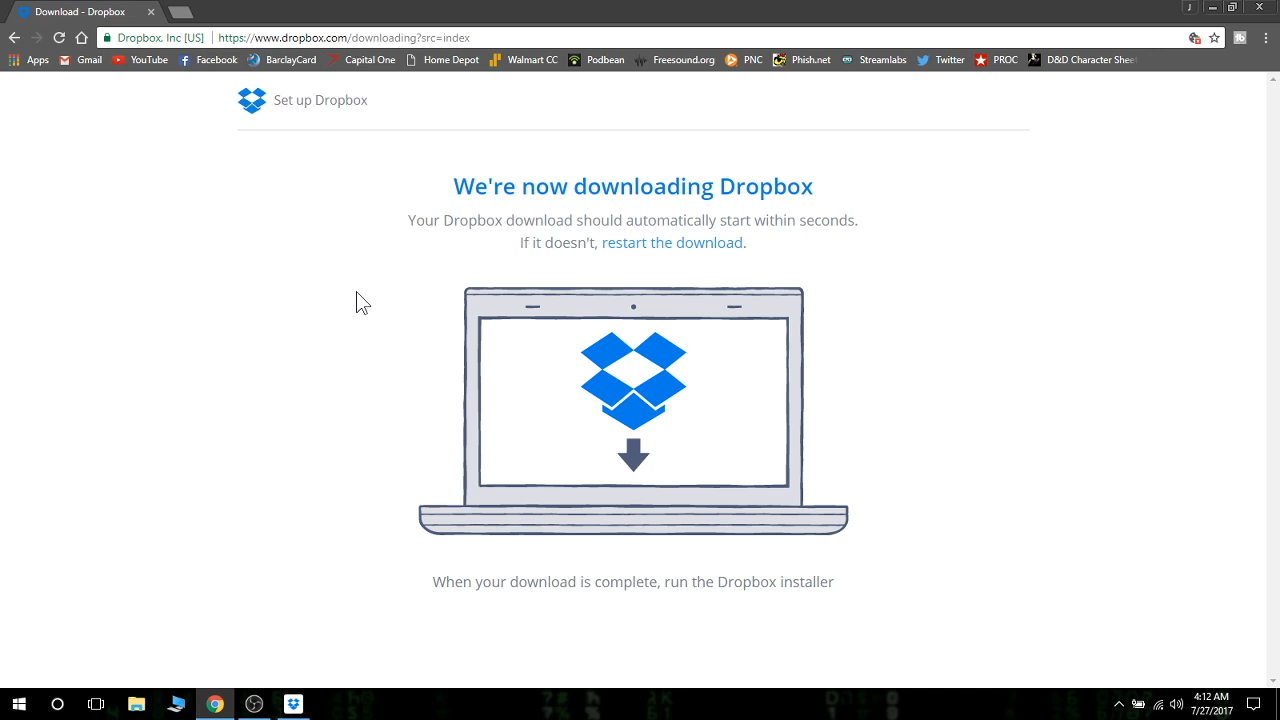 Download - Dropbox
J
Dropbox, Inc [US]
https://www.dropbox.com/downloading?src=index
Apps
Gmail
YouTube
Facebook
BarclayCard
Capital One
Home Depot
Walmart CC
Podbean
Freesound.org
PNC
Phish.net
Streamlabs
Twitter
PROC
D&D Character Shee
Set up Dropbox
We're now downloading Dropbox
Your Dropbox download should automatically start within seconds.
If it doesn't, restart the download.
When your download is complete, run the Dropbox installer
4:12 AM
7/27/2017